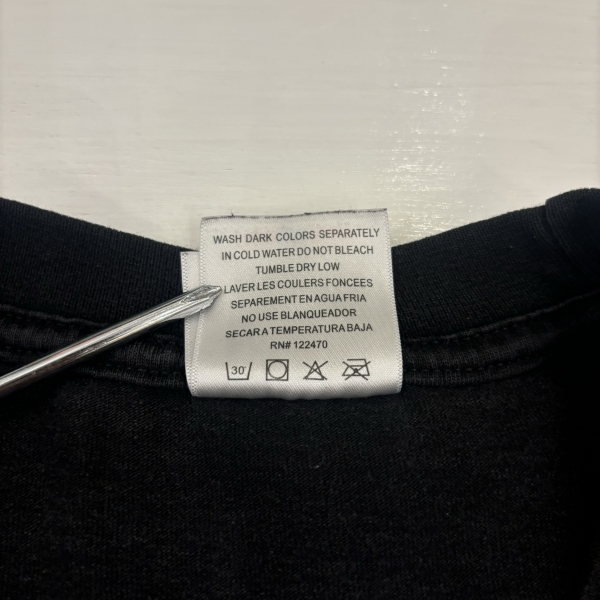 WASH DARK COLORS SEPARATELY
IN COLD WATER DO NOT BLEACH
TUMBLE DRY LOW
LAVER LES COULERS FONCEES
SEPAREMENT EN AGUA FRIA
NO USE BLANQUEADOR
SECAR A TEMPERATURA BAJA
RN# 122470
30°